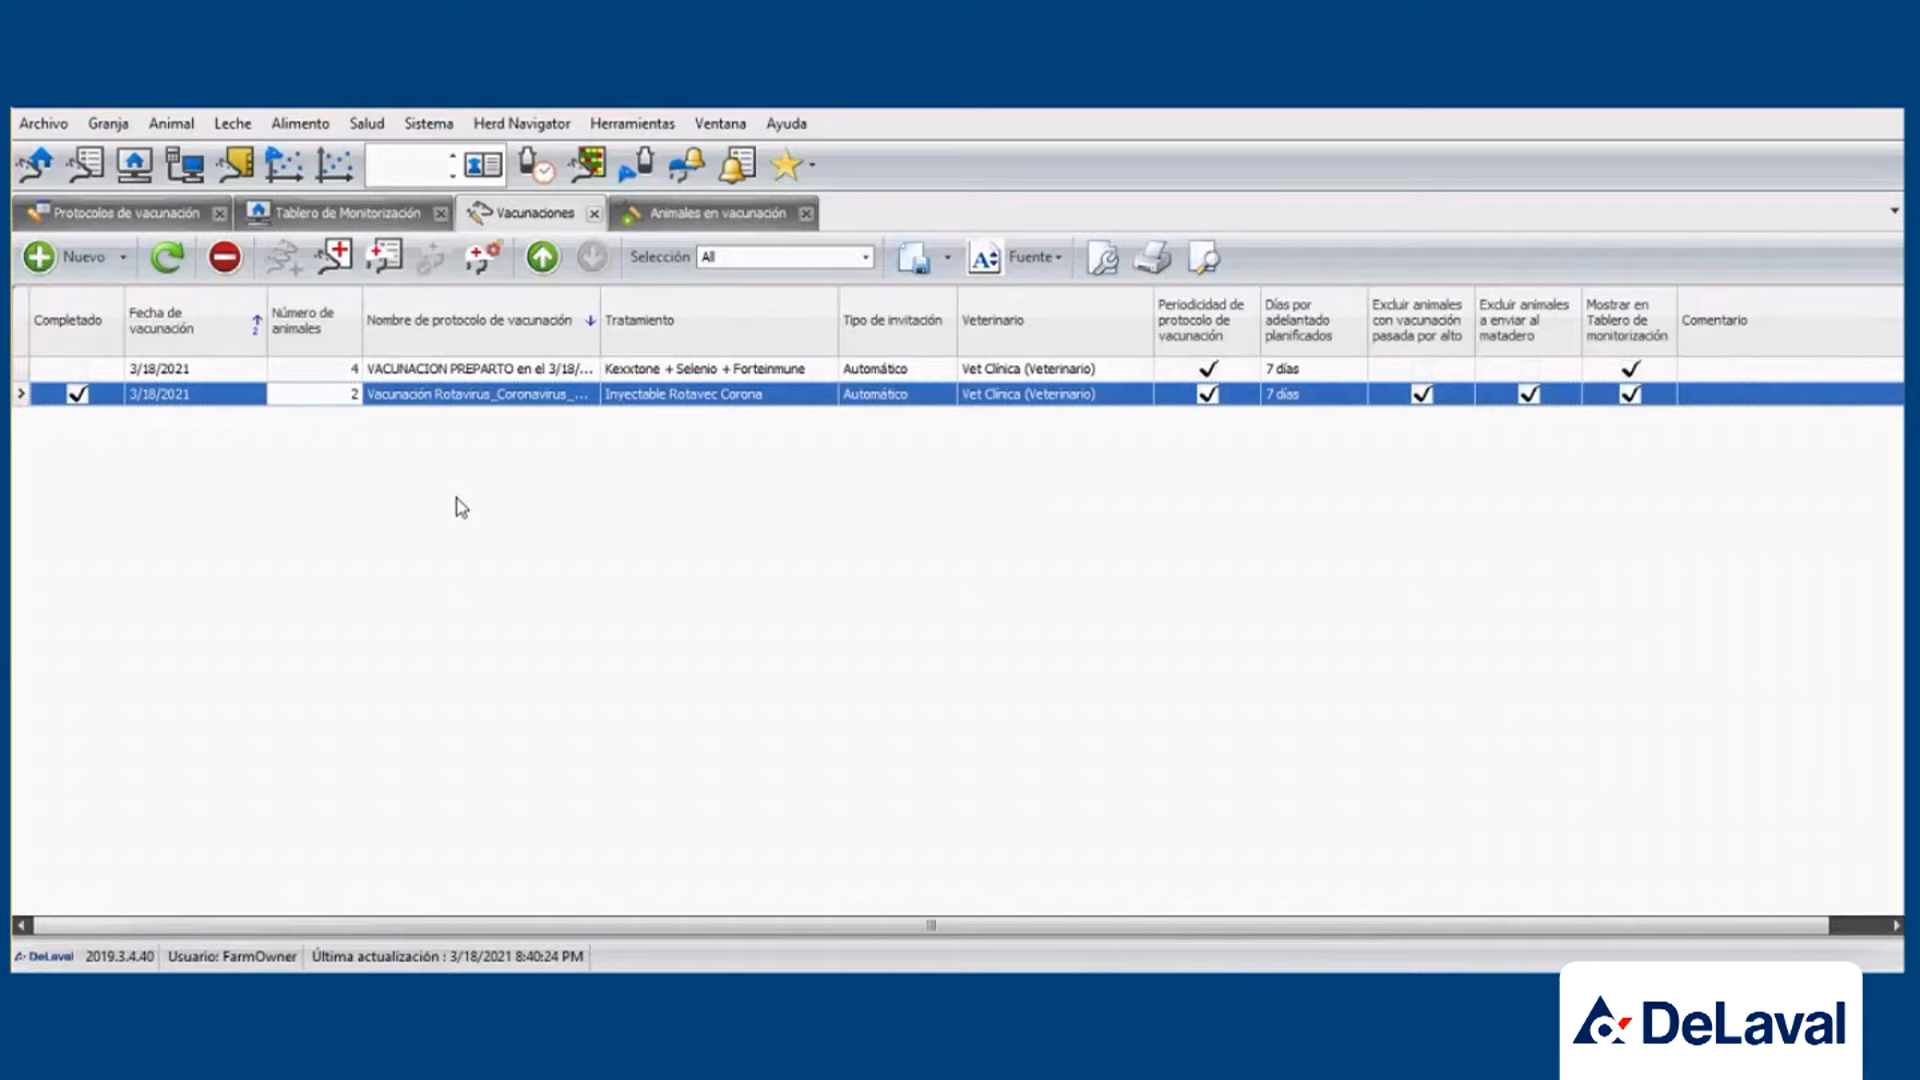 Archivo Granja Animal Leche Alimento Salud Sistema Herd Navigator Herramientas Ventana Ayuda
Protocolos de vacunación Tablero de Monitorización Vacunaciones Animales en vacunación
Nuevo Selección All Fuente
Completado Fecha de vacunación 2 Número de animales Nombre de protocolo de vacunación Tratamiento Tipo de invitación Veterinario Periodicidad de protocolo de vacunación Días por adelantado planificados Excluir animales con vacunación pasada por alto Excluir animales a enviar al matadero Mostrar en Tablero de monitorización Comentario
3/18/2021 4 VACUNACION PREPARTO en el 3/18/... Kexxtone + Selenio + Forteinmune Automático Vet Clínica (Veterinario) 7 días
3/18/2021 2 Vacunación Rotavirus_Coronavirus_... Inyectable Rotavec Corona Automático Vet Clínica (Veterinario) 7 días
DeLaval 2019.3.4.40 Usuario: FarmOwner Última actualización : 3/18/2021 8:40:24 PM
DeLaval